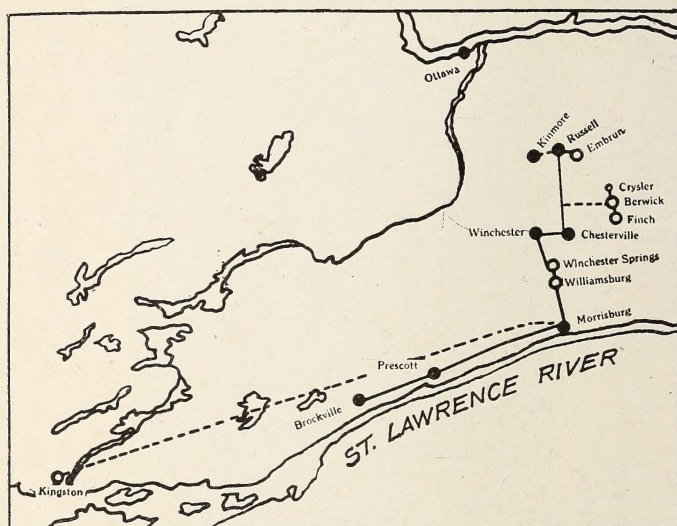 Ottawa
Kinmore
Russell
Embrun
Crysler
Berwick
Finch
Winchester
Chesterville
Winchester Springs
Williamsburg
Morrisburg
Prescott
Brockville
ST. LAWRENCE RIVER
Kingston